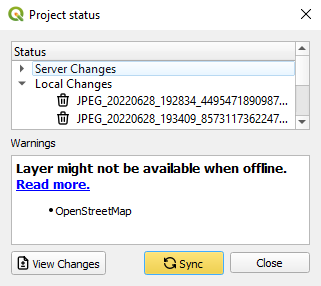 Project status
Status
Server Changes
Local Changes
JPEG_20220628_192834_4495471890987...
JPEG_20220628_193409_8573117362247...
Warnings
Layer might not be available when offline.
Read more.
• OpenStreetMap
View Changes
Sync
Close